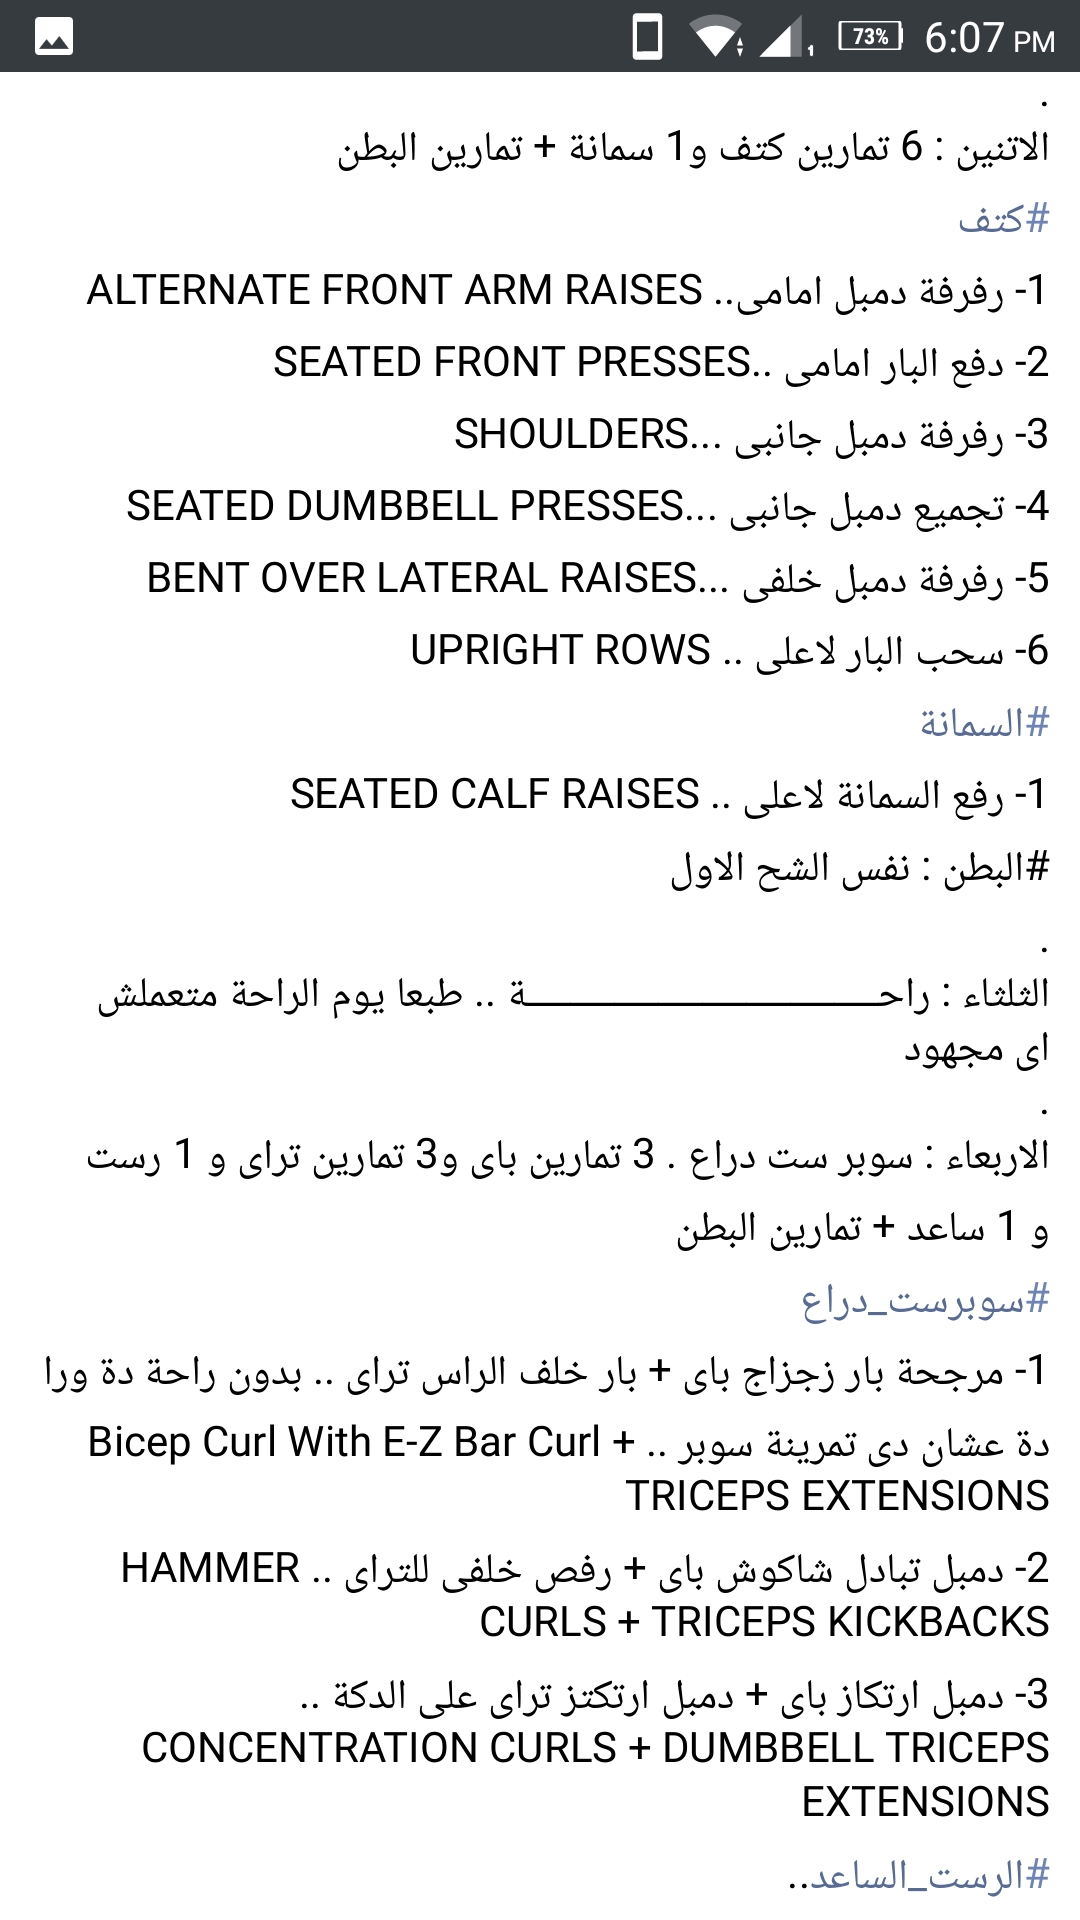 73% 6:07 PM
.
الاتنين : 6 تمارين كتف و1 سمانة + تمارين البطن
#كتف
1- رفرفة دمبل امامى.. ALTERNATE FRONT ARM RAISES
2- دفع البار امامى ..SEATED FRONT PRESSES
3- رفرفة دمبل جانبى ...SHOULDERS
4- تجميع دمبل جانبى ...SEATED DUMBBELL PRESSES
5- رفرفة دمبل خلفى ...BENT OVER LATERAL RAISES
6- سحب البار لاعلى .. UPRIGHT ROWS
#السمانة
1- رفع السمانة لاعلى .. SEATED CALF RAISES
#البطن : نفس الشح الاول
.
الثلثاء : راحـــــــــــــــــــــــــــة .. طبعا يوم الراحة متعملش
اى مجهود
.
الاربعاء : سوبر ست دراع . 3 تمارين باى و3 تمارين تراى و 1 رست
و 1 ساعد + تمارين البطن
#سوبرست_دراع
1- مرجحة بار زجزاج باى + بار خلف الراس تراى .. بدون راحة دة ورا
دة عشان دى تمرينة سوبر .. Bicep Curl With E-Z Bar Curl +
TRICEPS EXTENSIONS
2- دمبل تبادل شاكوش باى + رفص خلفى للتراى .. HAMMER
CURLS + TRICEPS KICKBACKS
3- دمبل ارتكاز باى + دمبل ارتكتز تراى على الدكة ..
CONCENTRATION CURLS + DUMBBELL TRICEPS
EXTENSIONS
#الرست_الساعد..